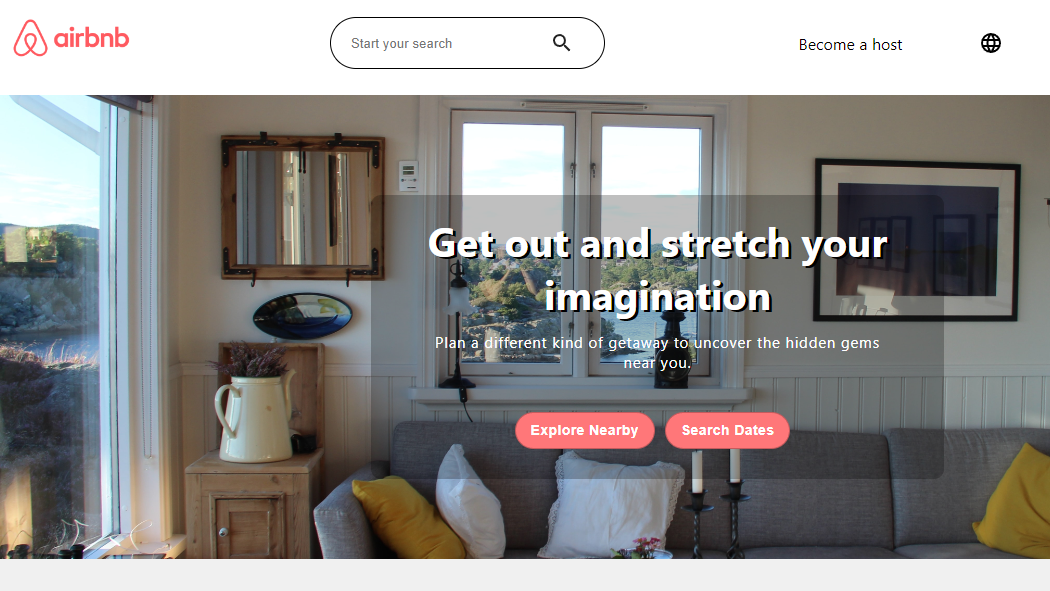 airbnb
Start your search
Become a host
Get out and stretch your
imagination
Plan a different kind of getaway to uncover the hidden gems
near you."
Explore Nearby
Search Dates